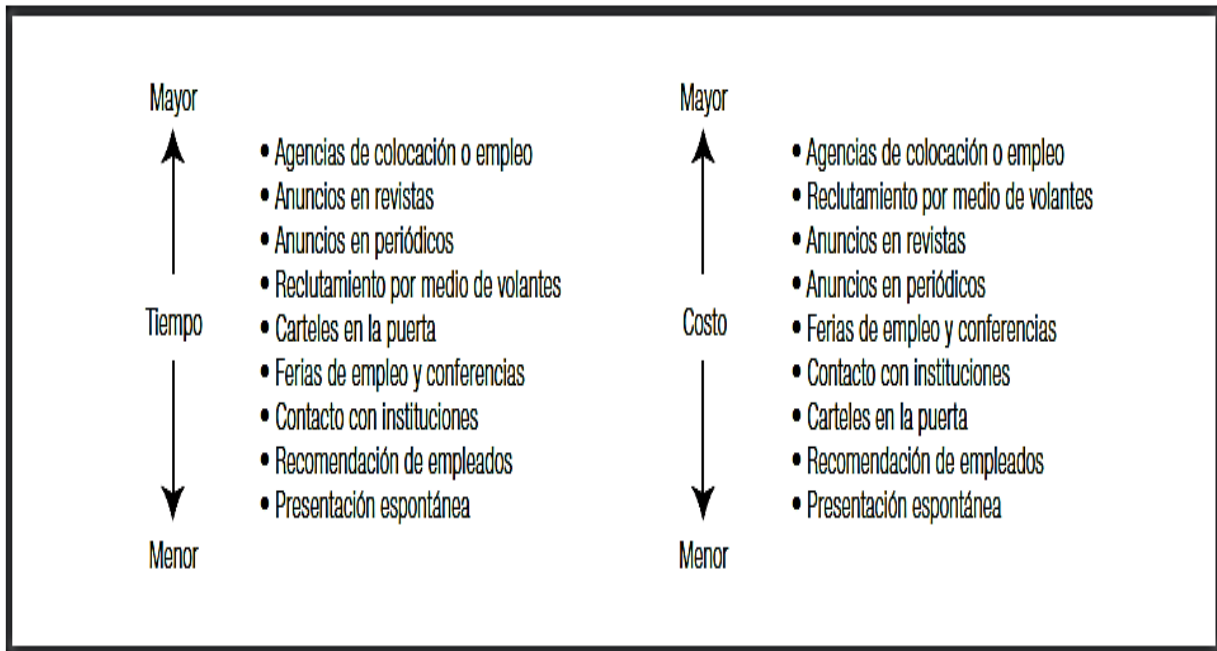 Mayor
• Agencias de colocación o empleo
• Anuncios en revistas
• Anuncios en periódicos
• Reclutamiento por medio de volantes
Tiempo
• Carteles en la puerta
• Ferias de empleo y conferencias
• Contacto con instituciones
• Recomendación de empleados
• Presentación espontánea
Menor
Mayor
• Agencias de colocación o empleo
• Reclutamiento por medio de volantes
• Anuncios en revistas
• Anuncios en periódicos
Costo
• Ferias de empleo y conferencias
• Contacto con instituciones
• Carteles en la puerta
• Recomendación de empleados
• Presentación espontánea
Menor